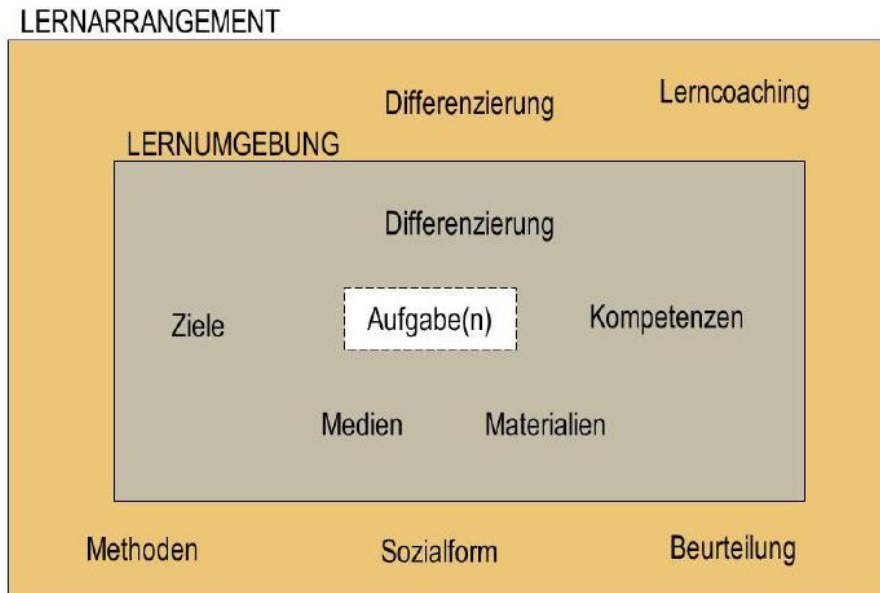 LERNARRANGEMENT
Differenzierung
Lerncoaching
LERNUMGEBUNG
Differenzierung
Ziele
Aufgabe(n)
Kompetenzen
Medien
Materialien
Methoden
Sozialform
Beurteilung